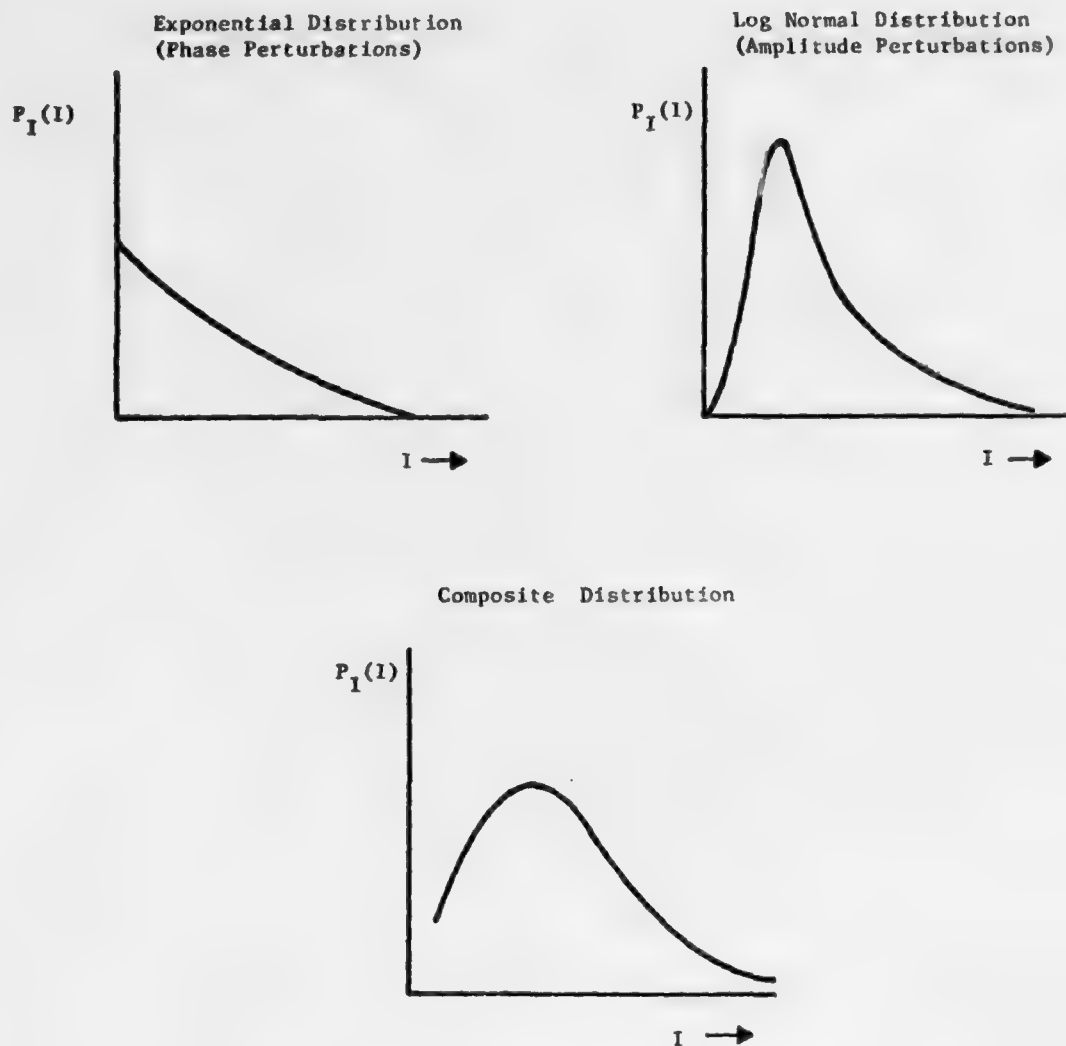 Exponential Distribution
(Phase Perturbations)
P_I(I)
I →
Log Normal Distribution
(Amplitude Perturbations)
P_I(I)
I →
Composite Distribution
P_I(I)
I →